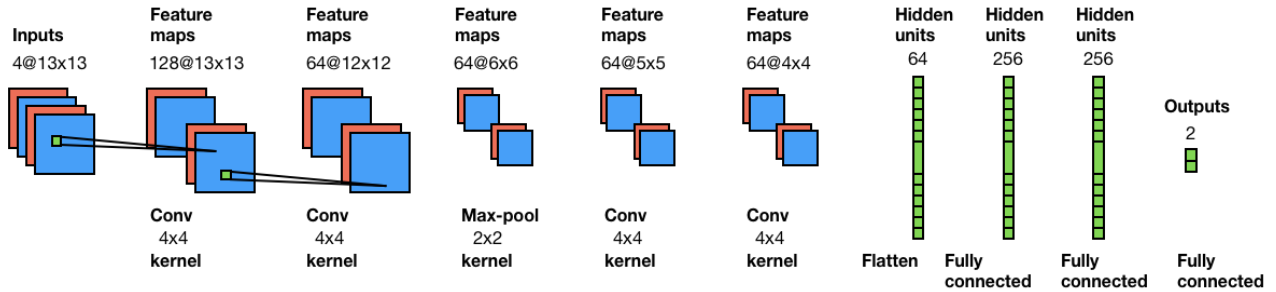 Inputs
4@13x13
Feature
maps
128@13x13
Feature
maps
64@12x12
Feature
maps
64@6x6
Feature
maps
64@5x5
Feature
maps
64@4x4
Hidden
units
64
Hidden
units
256
Hidden
units
256
Outputs
2
Conv
4x4
kernel
Conv
4x4
kernel
Max-pool
2x2
kernel
Conv
4x4
kernel
Conv
4x4
kernel
Flatten
Fully
connected
Fully
connected
Fully
connected